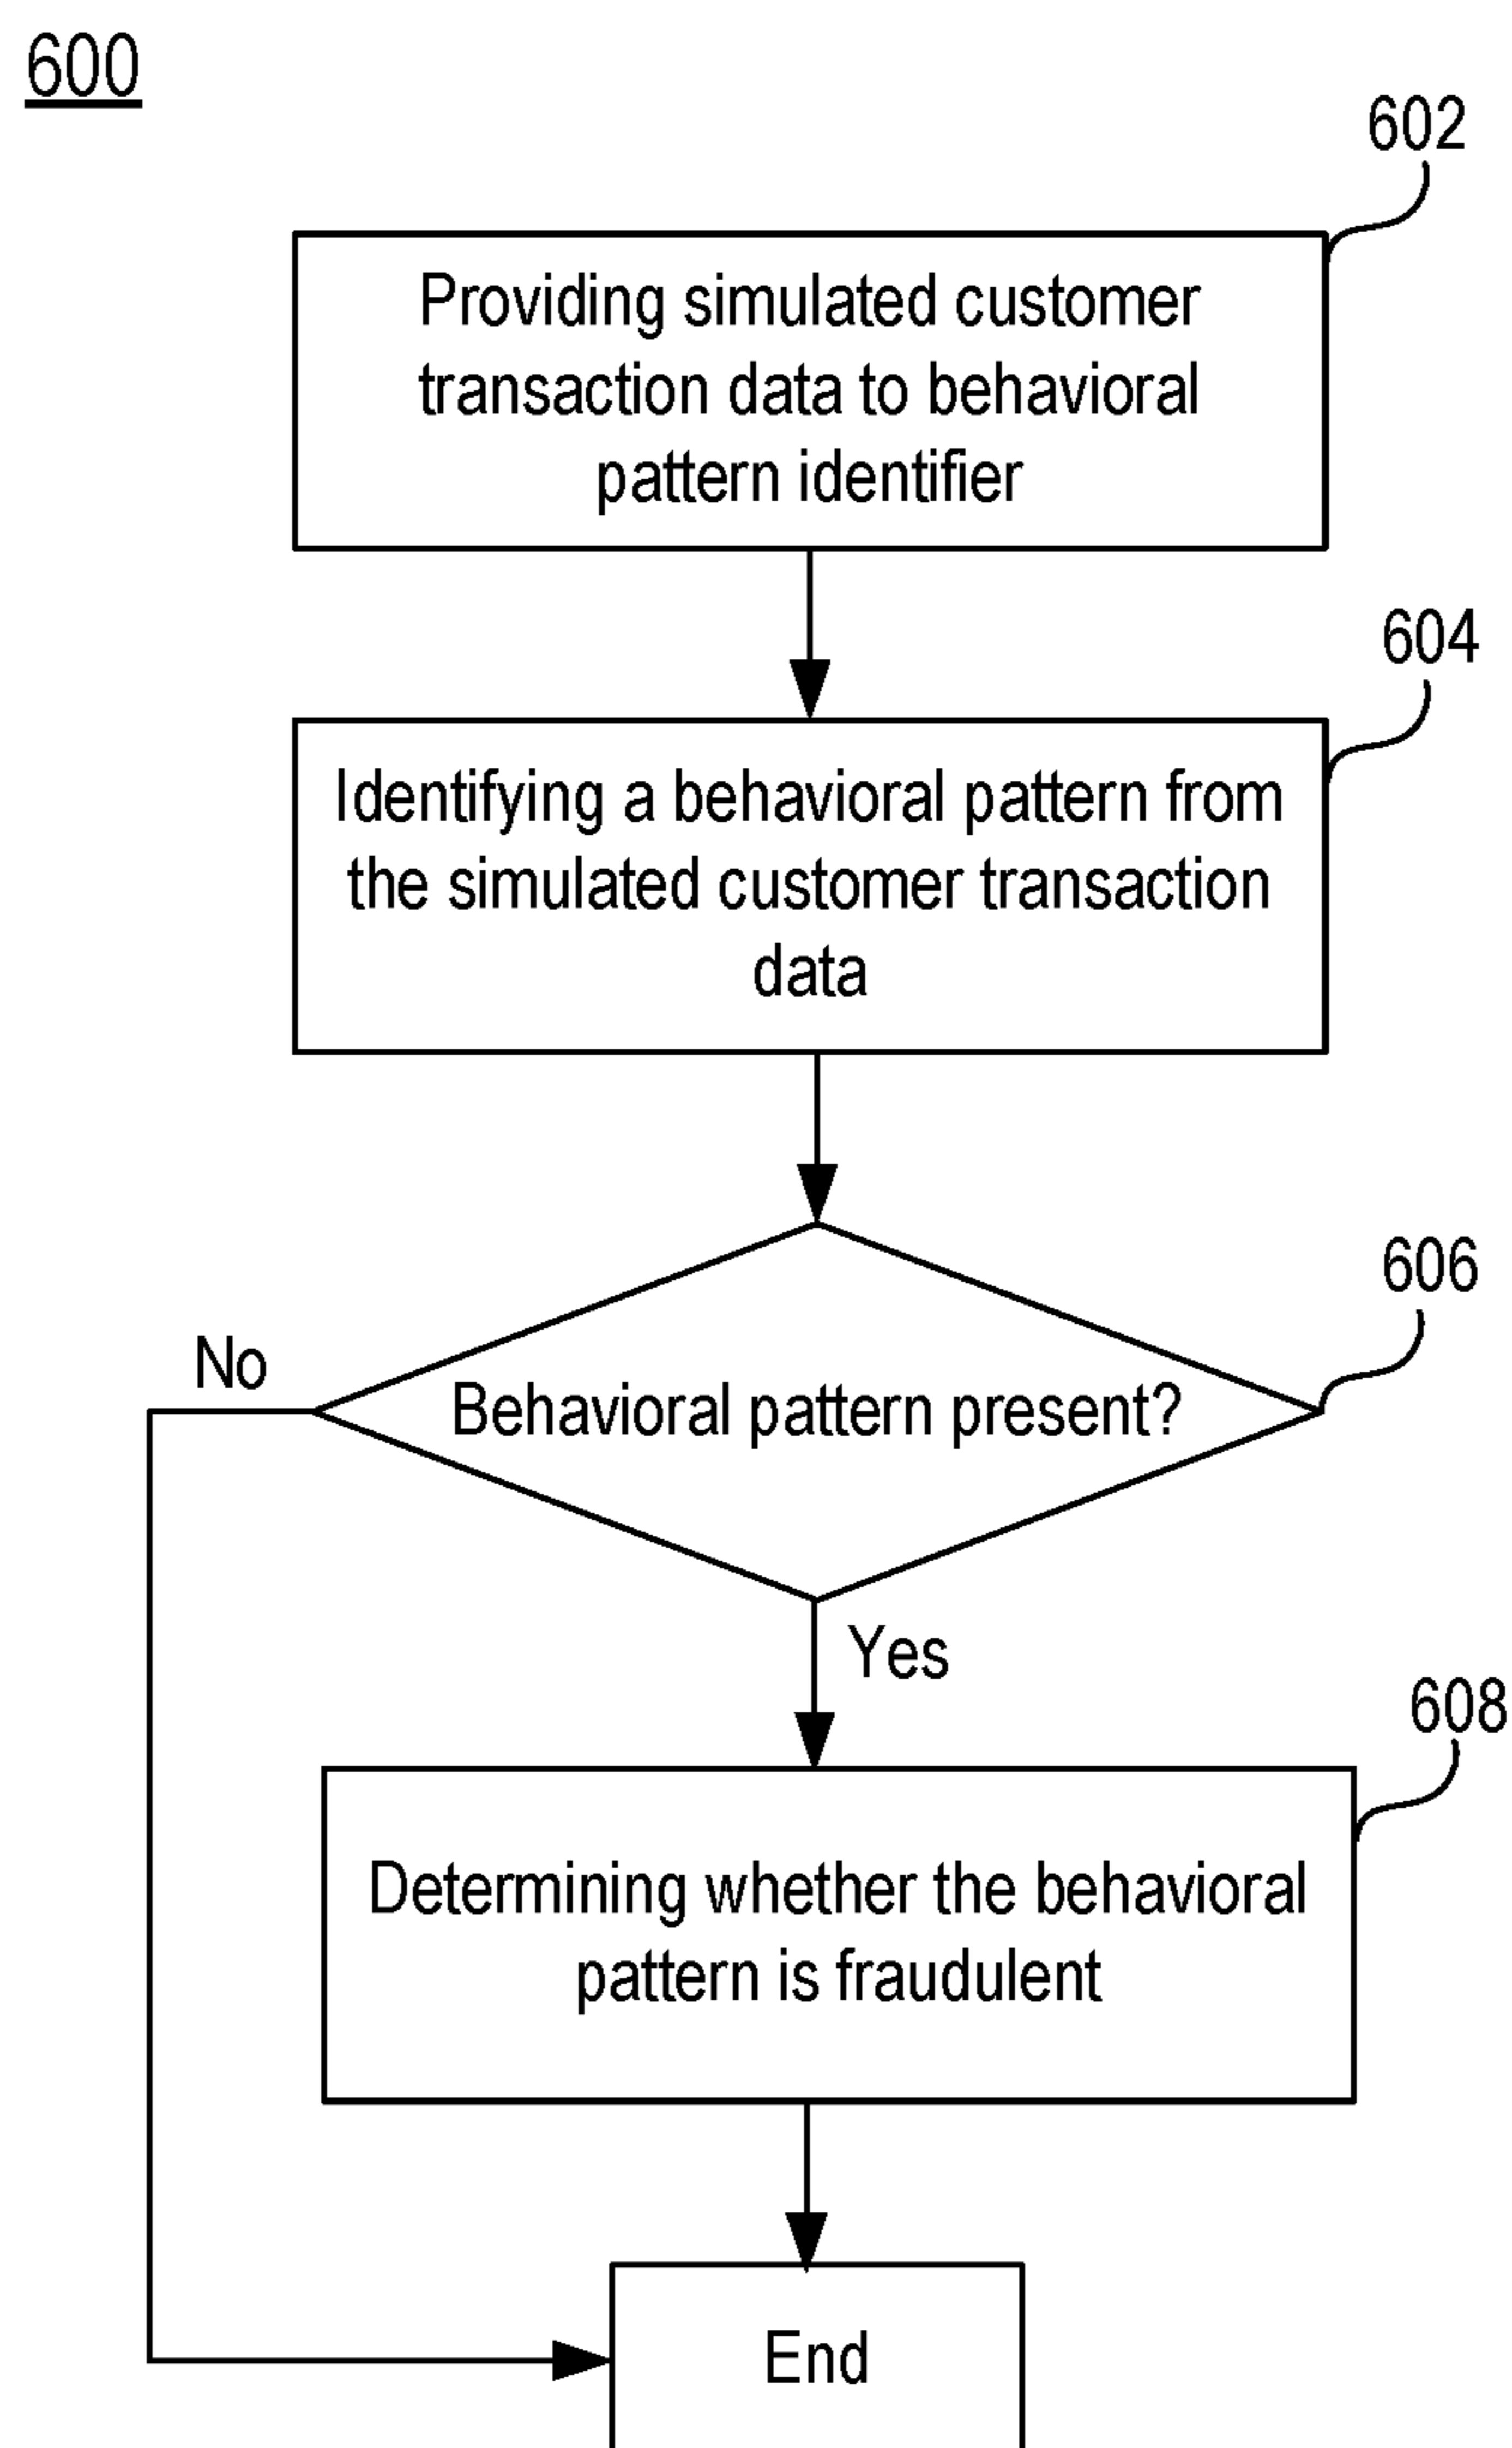 600
602
Providing simulated customer
transaction data to behavioral
pattern identifier
604
Identifying a behavioral pattern from
the simulated customer transaction
data
606
No
Behavioral pattern present?
Yes
608
Determining whether the behavioral
pattern is fraudulent
End